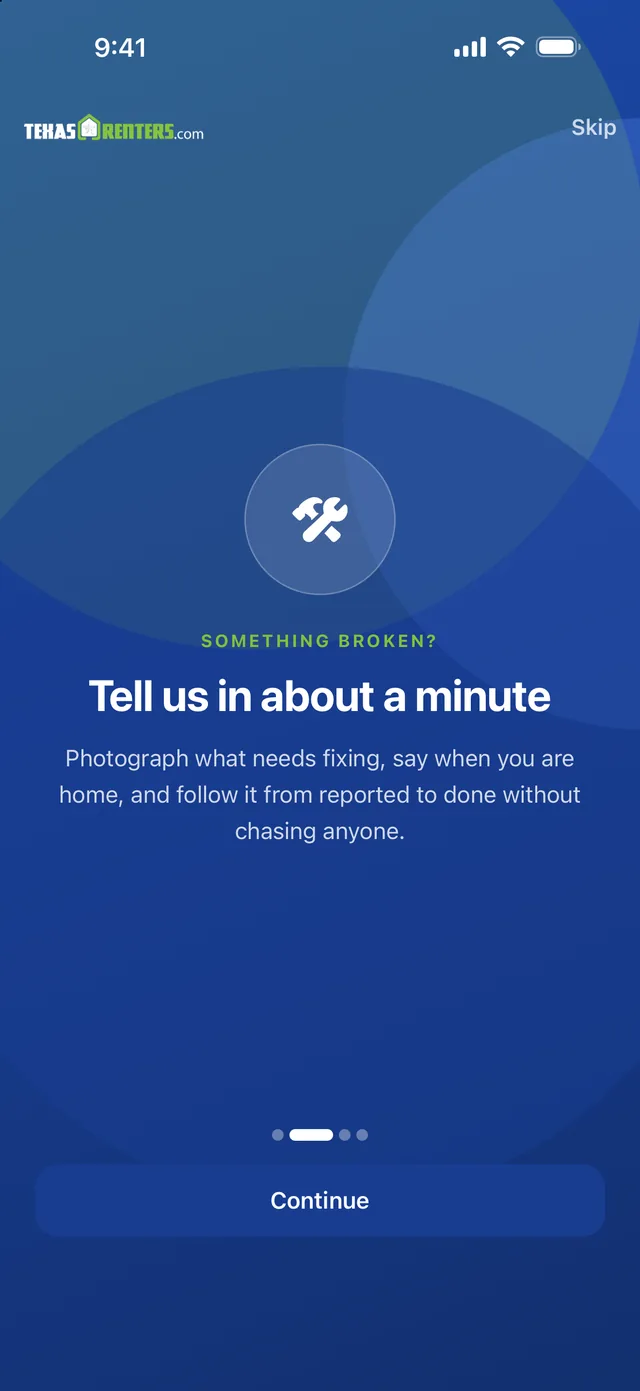 9:41
TEXAS RENTERS.com
Skip
SOMETHING BROKEN?
Tell us in about a minute
Photograph what needs fixing, say when you are
home, and follow it from reported to done without
chasing anyone.
Continue